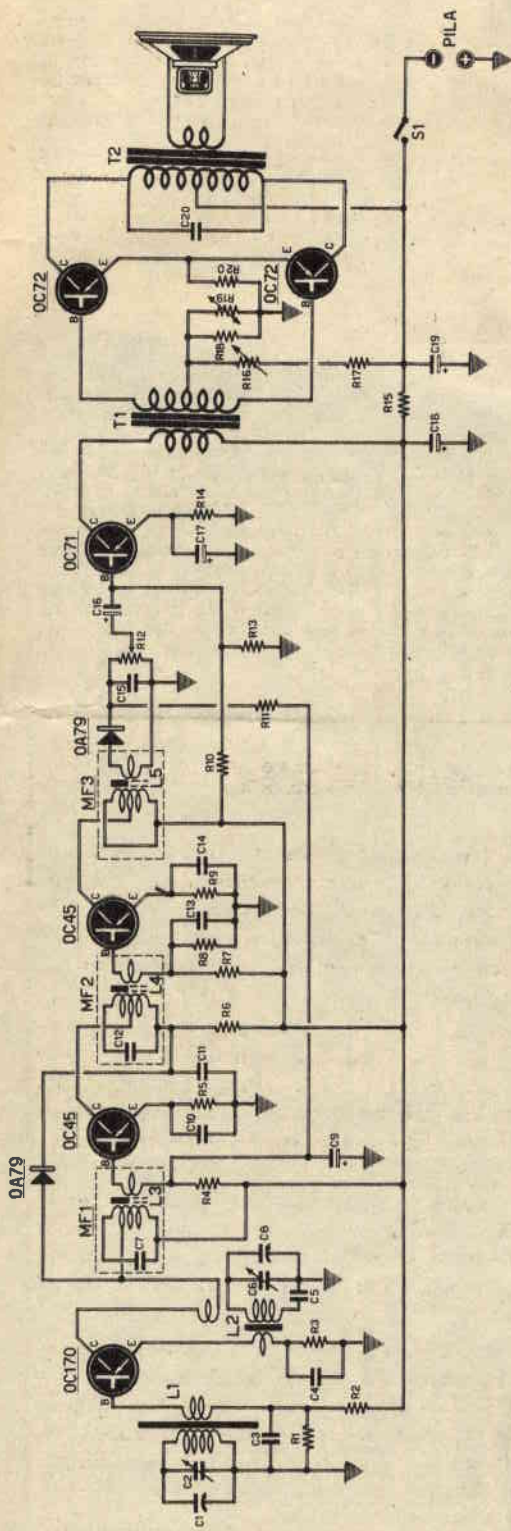 OC170
B
C
E
L1
C1
C2
C3
R1
R2
C4
R3
L2
C5
C6
C8
0A79
MF1
C7
L3
R4
C9
OC45
B
C
E
C10
R5
C11
R6
MF2
C12
L4
R7
R8
C13
OC45
B
C
E
R9
C14
MF3
L5
0A79
C15
R12
R11
R10
C16
R13
OC71
B
C
E
C17
R14
T1
C18
R15
R16
R17
C19
R18
R19
R20
OC72
B
C
E
OC72
B
C
E
C20
T2
S1
PILA